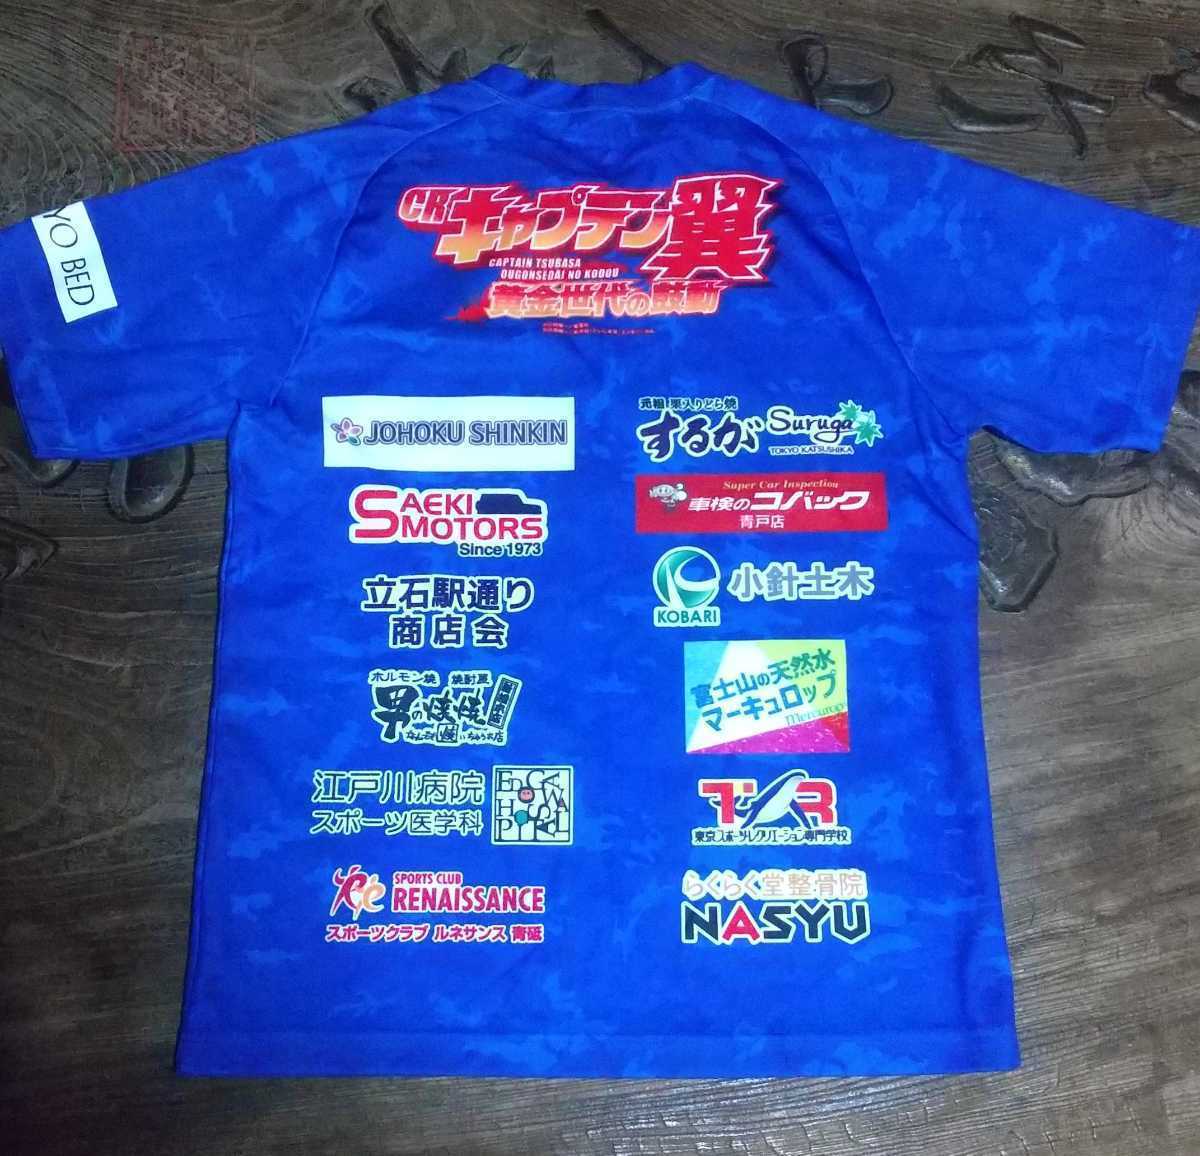 CR キャプテン翼
CAPTAIN TSUBASA
OUGONSEDAI NO KODOU
黄金世代の鼓動
YO BED
JOHOKU SHINKIN
SAEKI
MOTORS
Since 1973
立石駅通り
商店会
ホルモン焼 焼酎屋
男の
江戸川病院
スポーツ医学科
EDOGAWA HOSPITAL
SPORTS CLUB
RENAISSANCE
スポーツクラブ ルネサンス 青砥
元祖!栗入りどら焼
するが Suruga
TOKYO KATSUSHIKA
Super Car Inspection
車検のコバック
青戸店
小針土木
KOBARI
富士山の天然水
マーキュロップ
Mercurop
TSR
東京スポーツ・レクリエーション専門学校
らくらく堂整骨院
NASYU